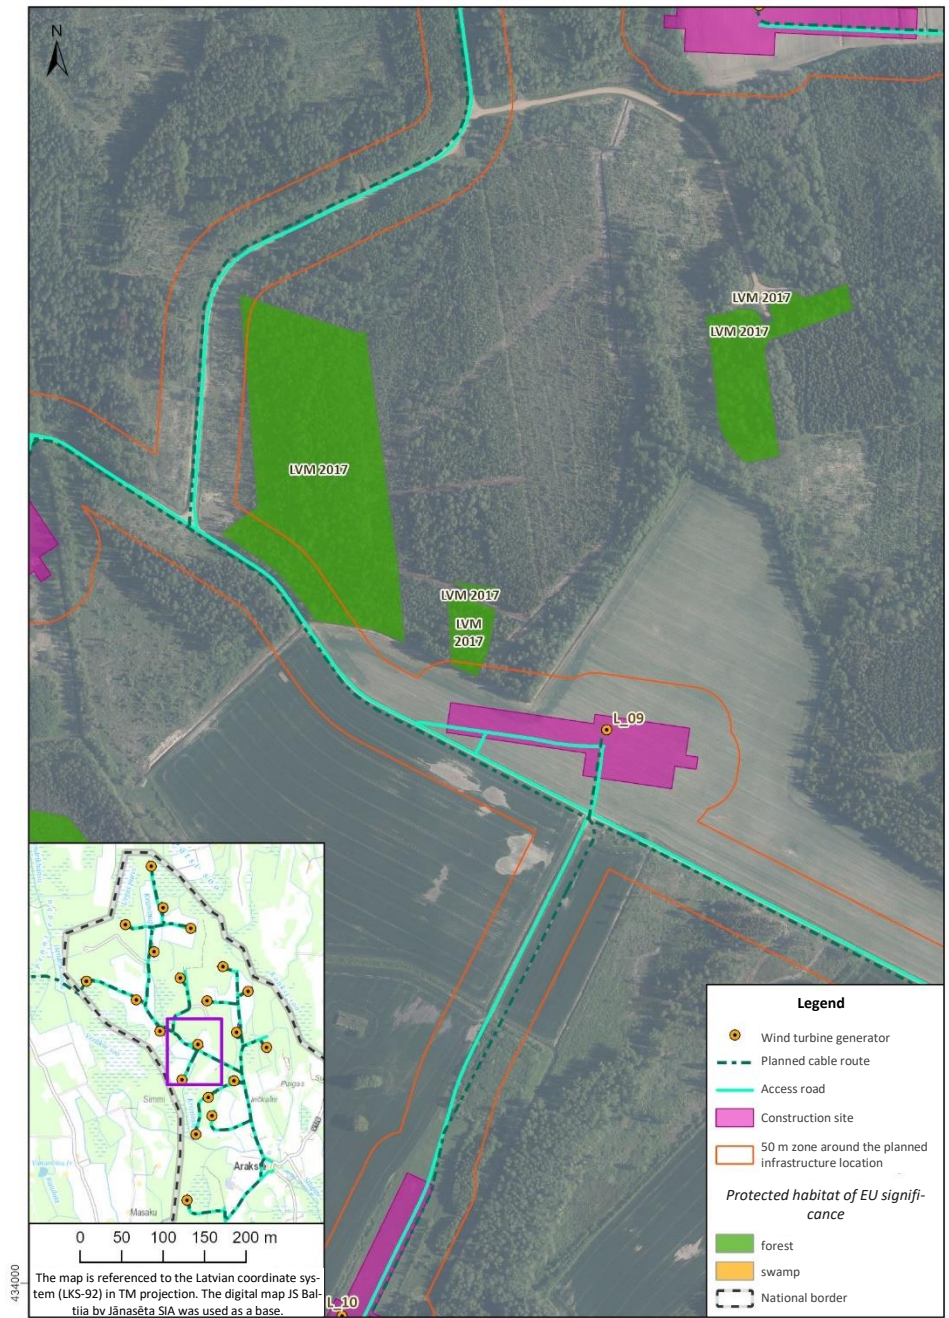 N
LVM 2017
LVM 2017
LVM 2017
LVM 2017
LVM
2017
L_09
L_10
Simmi
Puigas
Araks
Masaku
0 50 100 150 200 m
The map is referenced to the Latvian coordinate sys-
tem (LKS-92) in TM projection. The digital map JS Bal-
tija by Jānasēta SIA was used as a base.
434000
Legend
Wind turbine generator
Planned cable route
Access road
Construction site
50 m zone around the planned
infrastructure location
Protected habitat of EU signifi-
cance
forest
swamp
National border